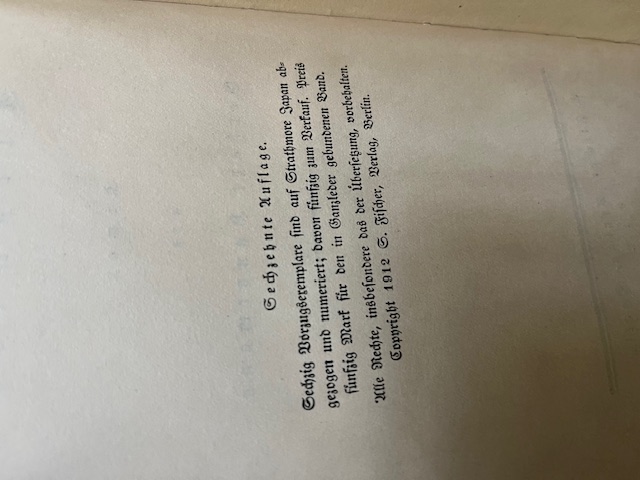 Sechzehnte Auflage.
Sechzig Vorzugsexemplare sind auf Strathmore Japan ab-
gezogen und numeriert; davon fünfzig zum Verkauf. Preis
fünfzig Mark für den in Ganzleder gebundenen Band.
Alle Rechte, insbesondere das der Übersetzung, vorbehalten.
Copyright 1912 S. Fischer, Verlag, Berlin.